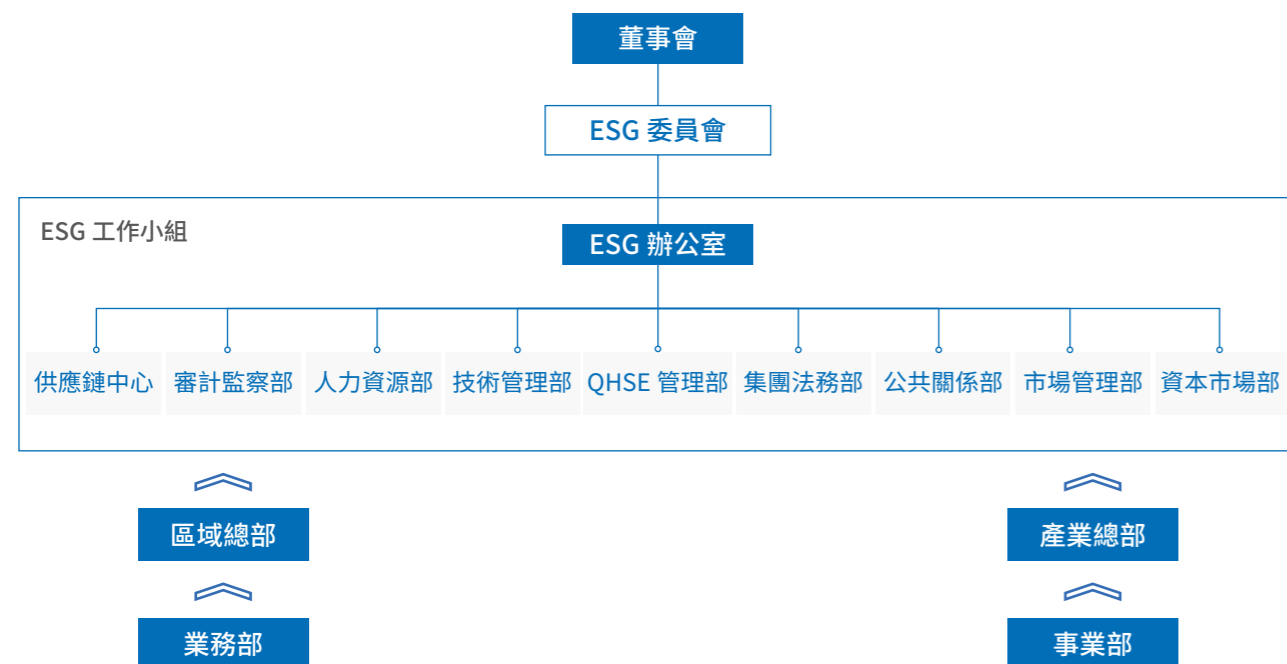 董事會
ESG 委員會
ESG 工作小組
ESG 辦公室
供應鏈中心
審計監察部
人力資源部
技術管理部
QHSE 管理部
集團法務部
公共關係部
市場管理部
資本市場部
區域總部
產業總部
業務部
事業部